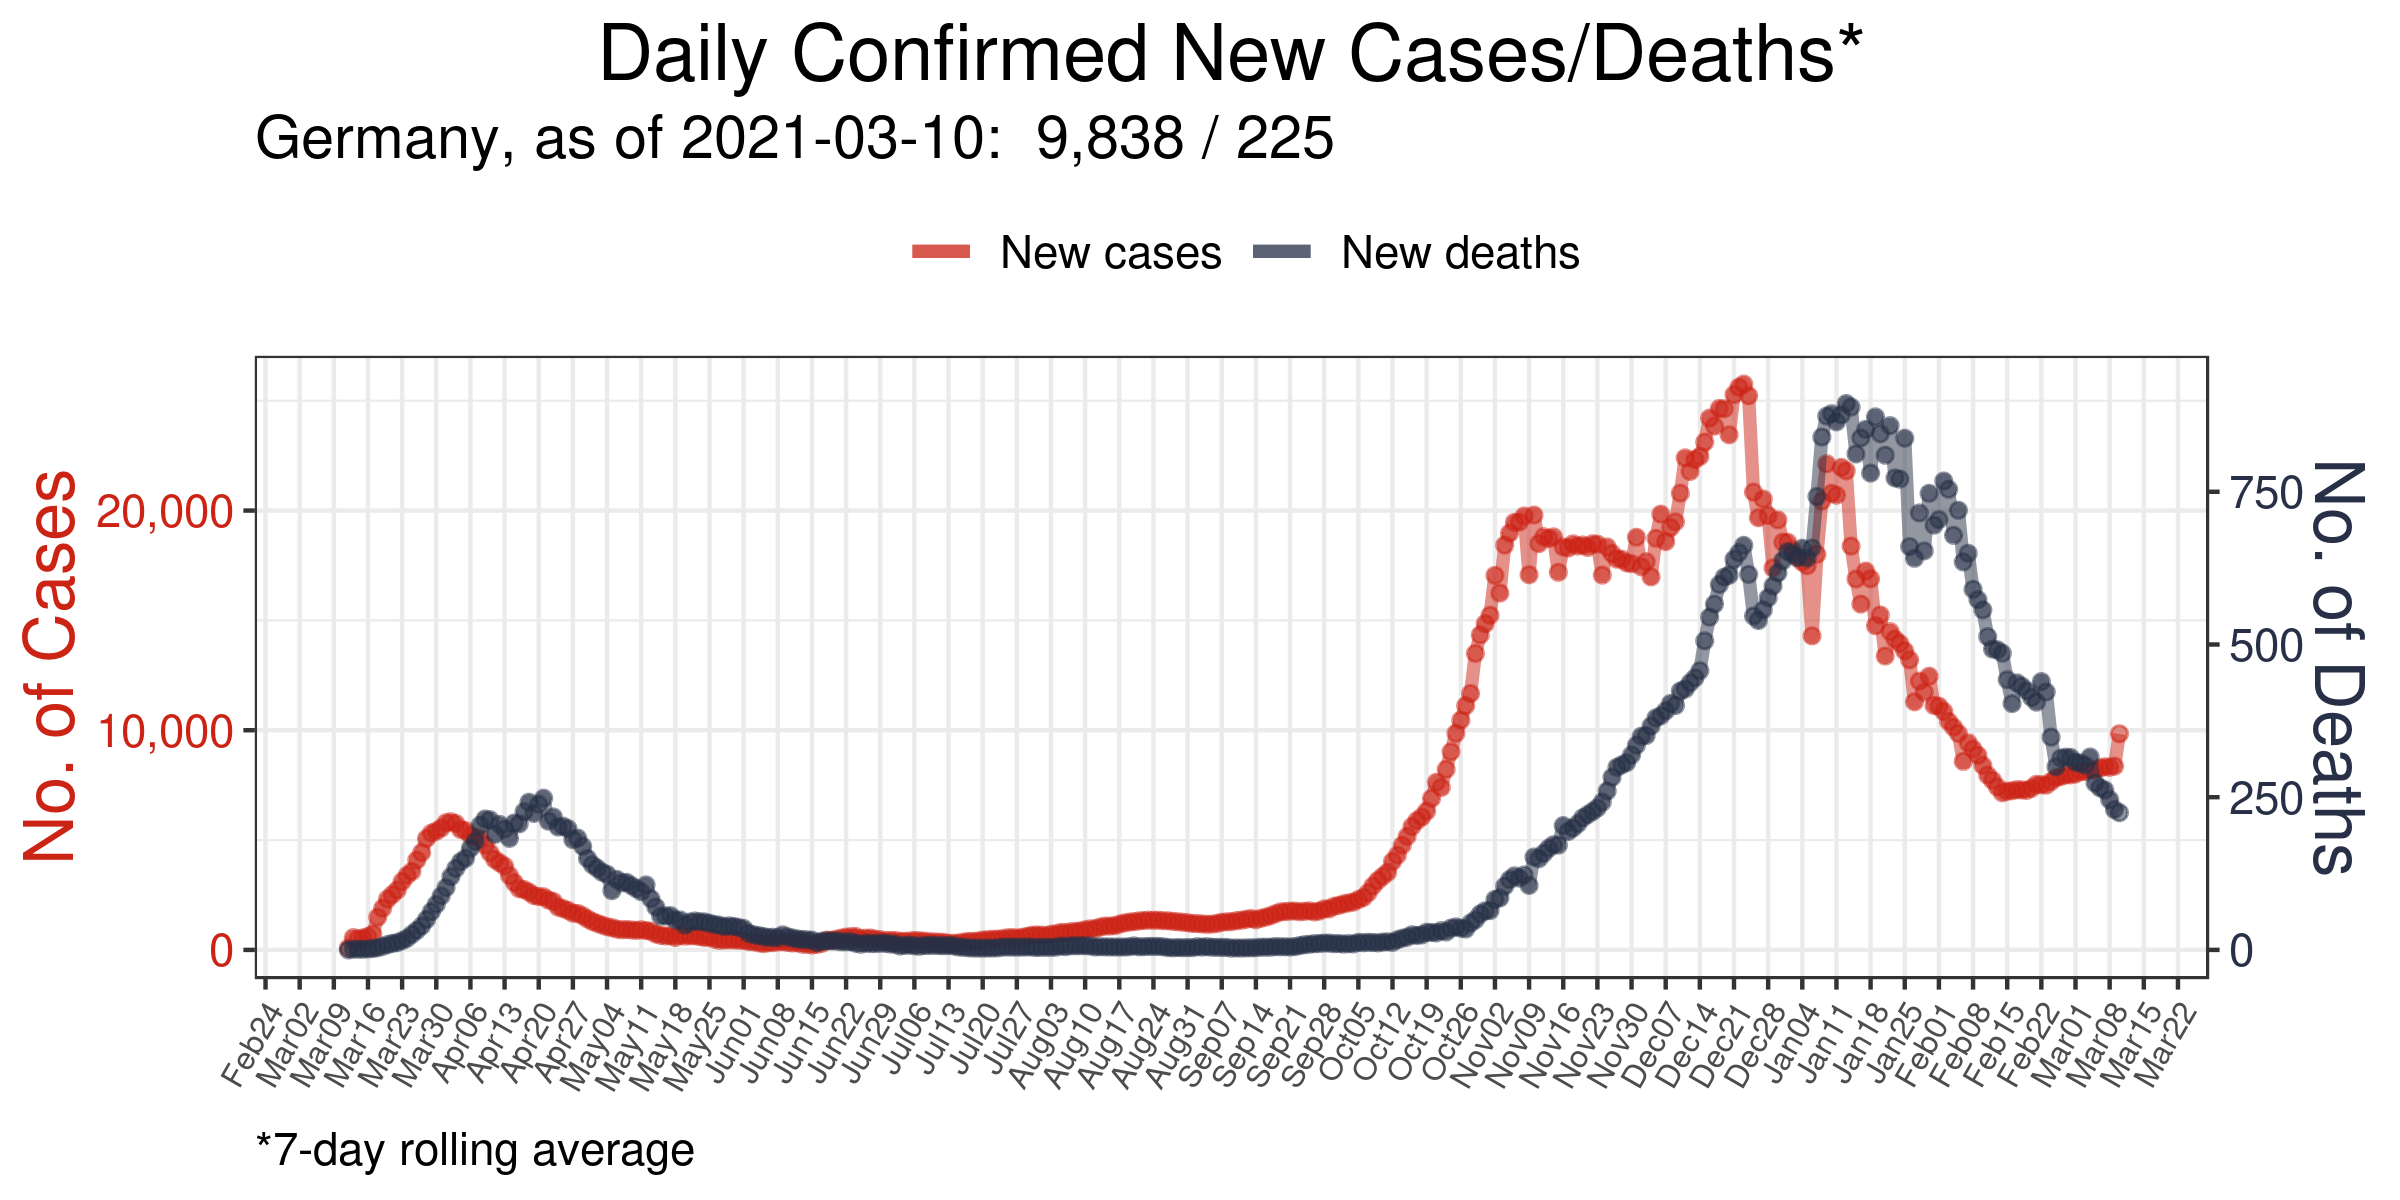 Daily Confirmed New Cases/Deaths*
Germany, as of 2021-03-10:  9,838 / 225
New cases
New deaths
No. of Cases
20,000
10,000
0
750
500
250
0
No. of Deaths
Feb24
Mar02
Mar09
Mar16
Mar23
Mar30
Apr06
Apr13
Apr20
Apr27
May04
May11
May18
May25
Jun01
Jun08
Jun15
Jun22
Jun29
Jul06
Jul13
Jul20
Jul27
Aug03
Aug10
Aug17
Aug24
Aug31
Sep07
Sep14
Sep21
Sep28
Oct05
Oct12
Oct19
Oct26
Nov02
Nov09
Nov16
Nov23
Nov30
Dec07
Dec14
Dec21
Dec28
Jan04
Jan11
Jan18
Jan25
Feb01
Feb08
Feb15
Feb22
Mar01
Mar08
Mar15
Mar22
*7-day rolling average